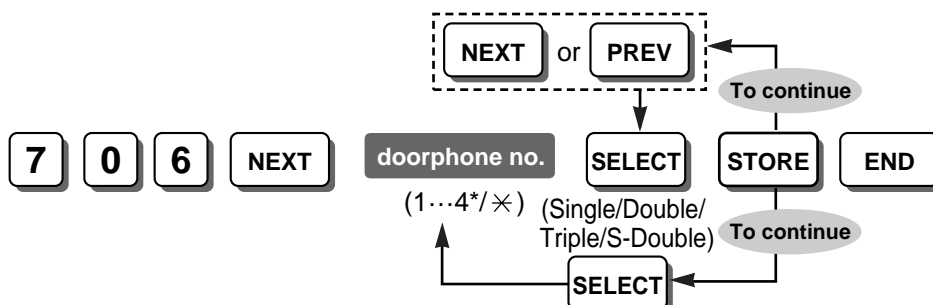 NEXT or PREV
To continue
7 0 6 NEXT doorphone no. SELECT STORE END
(1···4*/✳) (Single/Double/
Triple/S-Double)
To continue
SELECT